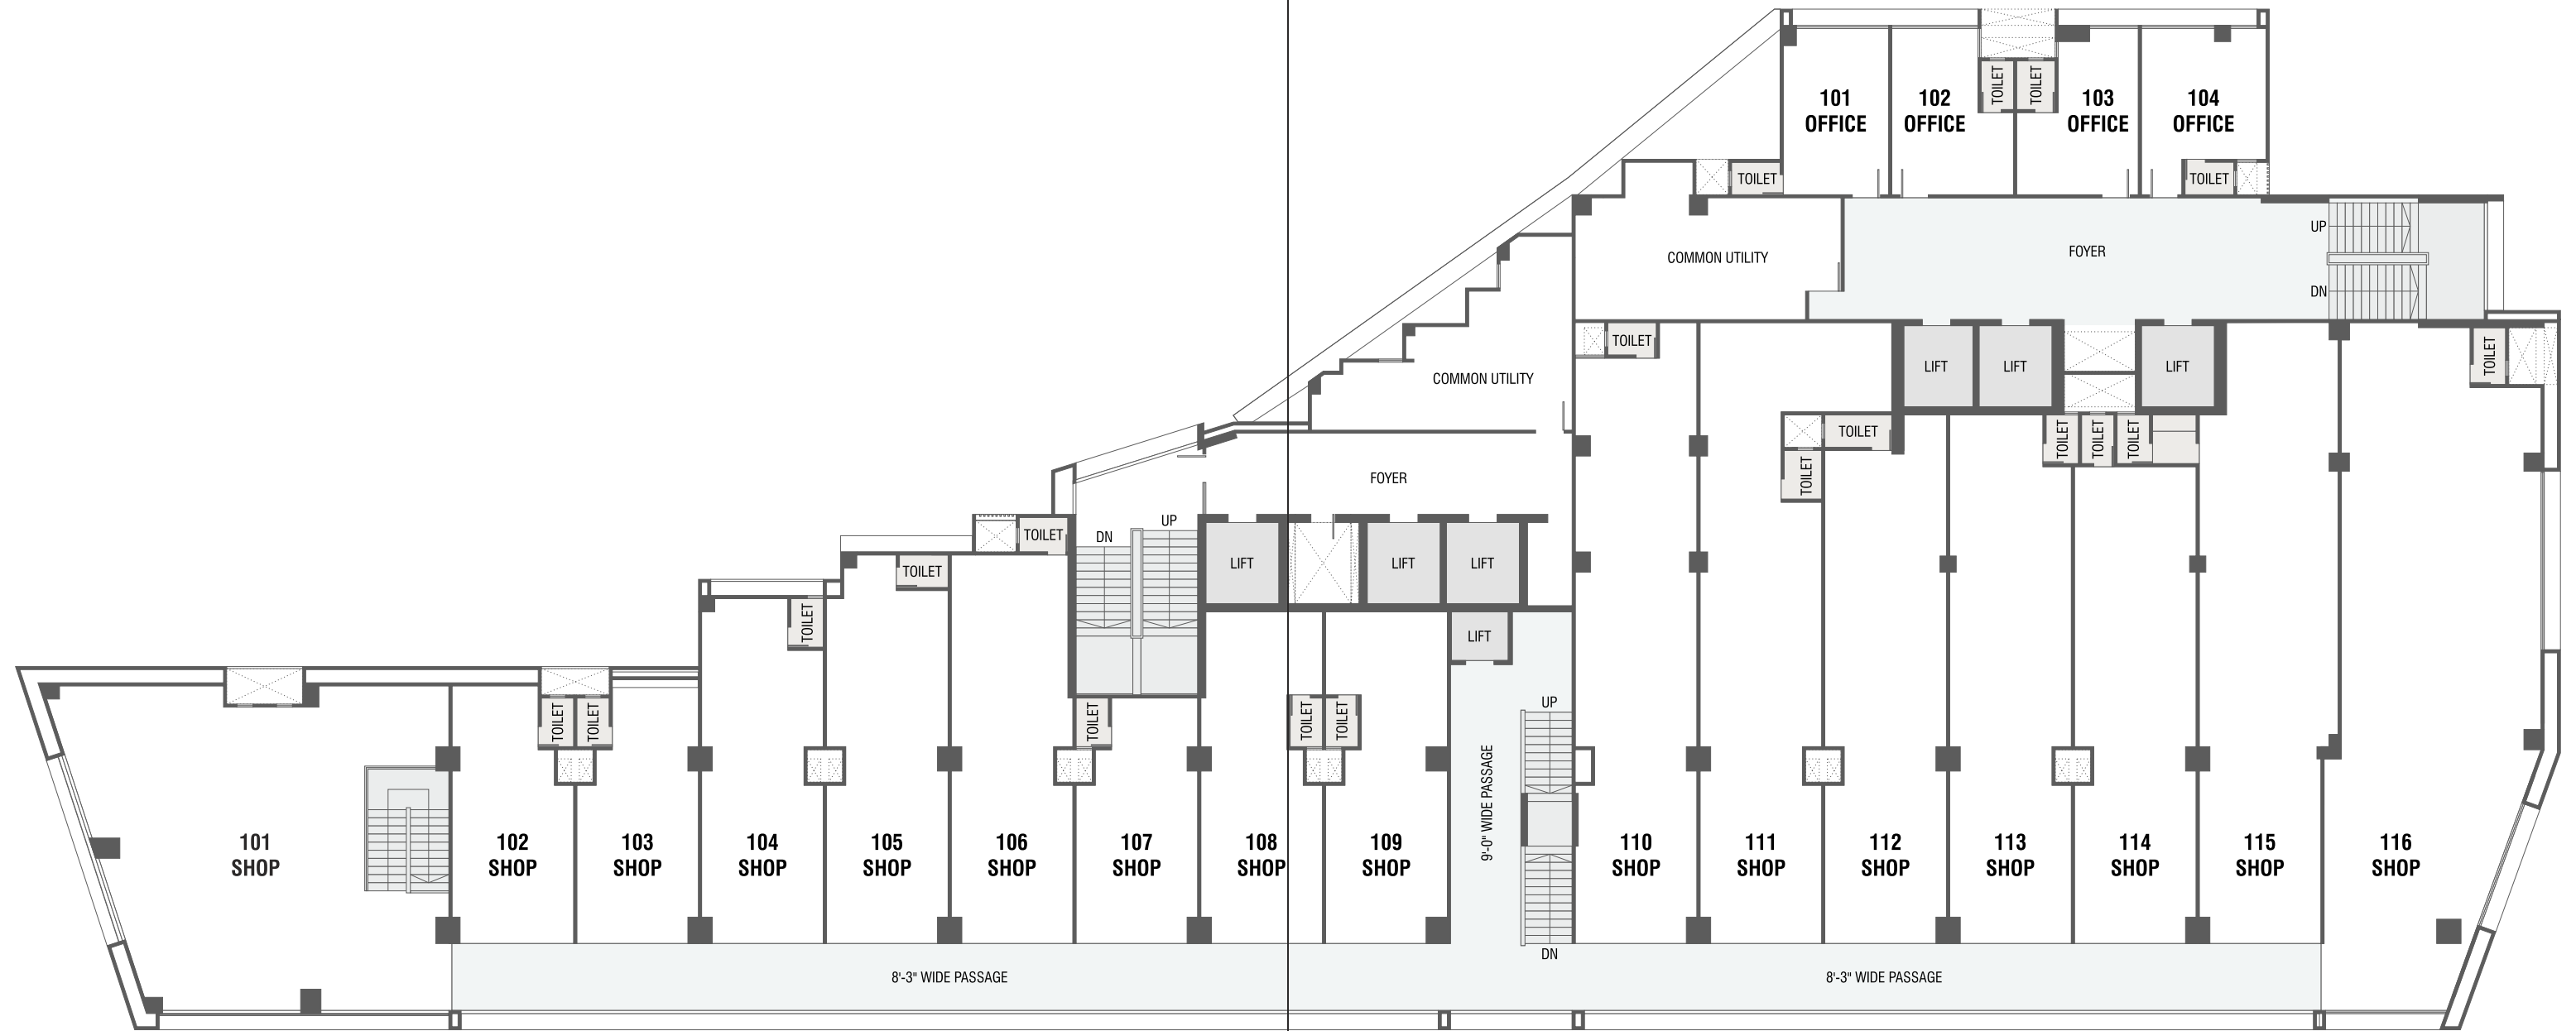 TOILET
TOILET
101
OFFICE
102
OFFICE
103
OFFICE
104
OFFICE
TOILET
TOILET
UP
COMMON UTILITY
FOYER
DN
TOILET
TOILET
LIFT
LIFT
LIFT
COMMON UTILITY
TOILET
TOILET
TOILET
TOILET
TOILET
FOYER
UP
DN
TOILET
LIFT
LIFT
LIFT
TOILET
TOILET
LIFT
TOILET
TOILET
TOILET
TOILET
TOILET
UP
9'-0" WIDE PASSAGE
101
SHOP
102
SHOP
103
SHOP
104
SHOP
105
SHOP
106
SHOP
107
SHOP
108
SHOP
109
SHOP
110
SHOP
111
SHOP
112
SHOP
113
SHOP
114
SHOP
115
SHOP
116
SHOP
DN
8'-3" WIDE PASSAGE
8'-3" WIDE PASSAGE